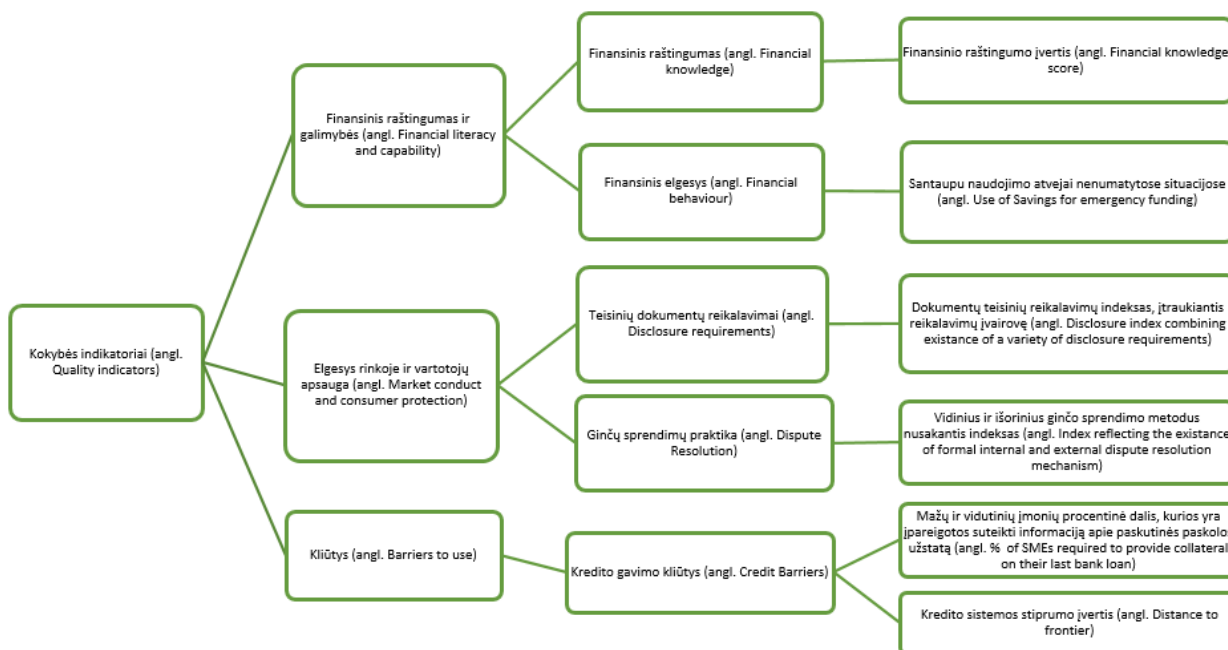 Kokybės indikatoriai (angl.
Quality indicators)
Finansinis raštingumas ir
galimybės (angl. Financial literacy
and capability)
Finansinis raštingumas (angl. Financial
knowledge)
Finansinio raštingumo įvertis (angl. Financial knowledge
score)
Finansinis elgesys (angl. Financial
behaviour)
Santaupu naudojimo atvejai nenumatytose situacijose
(angl. Use of Savings for emergency funding)
Elgesys rinkoje ir vartotojų
apsauga (angl. Market conduct
and consumer protection)
Teisinių dokumentų reikalavimai (angl.
Disclosure requirements)
Dokumentų teisinių reikalavimų indeksas, įtraukiantis
reikalavimų įvairovę (angl. Disclosure index combining
existance of a variety of disclosure requirements)
Ginčų sprendimų praktika (angl. Dispute
Resolution)
Vidinius ir išorinius ginčo sprendimo metodus
nusakantis indeksas (angl. Index reflecting the existance
of formal internal and external dispute resolution
mechanism)
Kliūtys (angl. Barriers to use)
Kredito gavimo kliūtys (angl. Credit Barriers)
Mažų ir vidutinių įmonių procentinė dalis, kurios yra
įpareigotos suteikti informaciją apie paskutinės paskolos
užstatą (angl. % of SMEs required to provide collateral
on their last bank loan)
Kredito sistemos stiprumo įvertis (angl. Distance to
frontier)